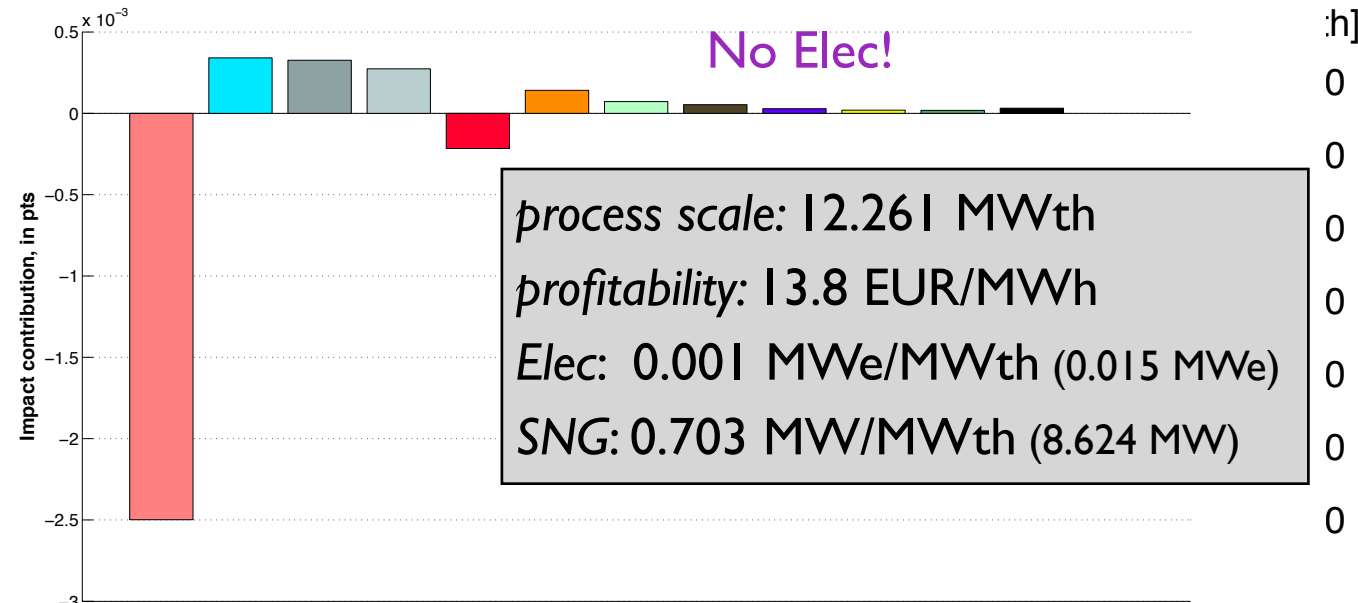 x 10⁻³
0.5
No Elec!
:h]
0
0
0
−0.5
process scale: 12.261 MWth
0
−1
profitability: 13.8 EUR/MWh
0
−1.5
Elec: 0.001 MWe/MWth (0.015 MWe)
0
−2
SNG: 0.703 MW/MWth (8.624 MW)
0
−2.5
0
−3
Impact contribution, in pts